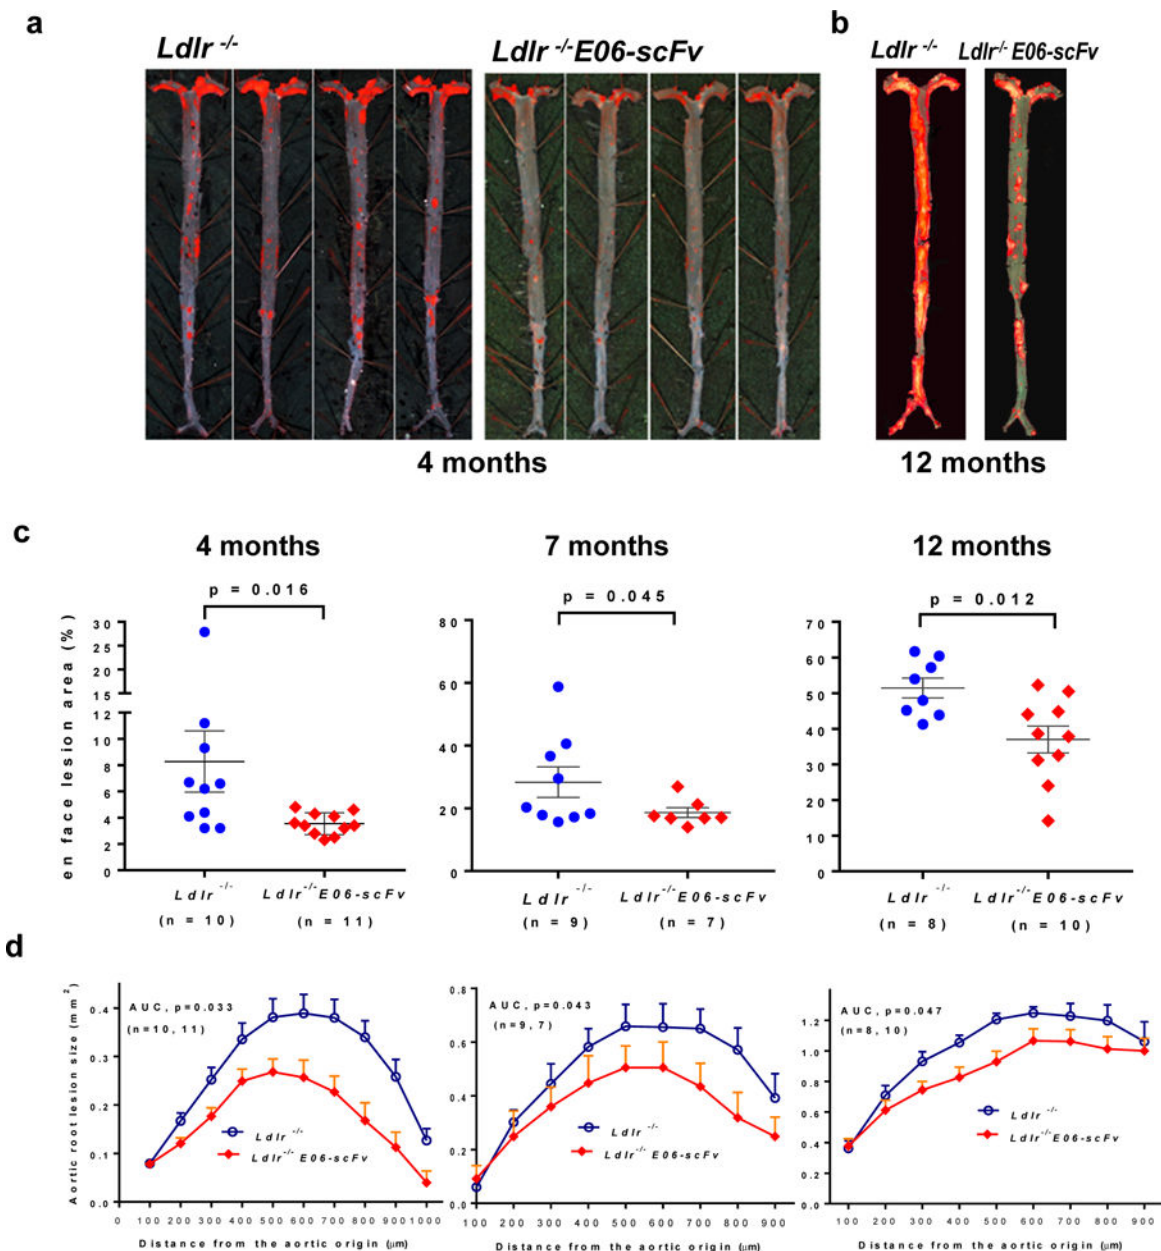 a
b
Ldlr -/-
Ldlr -/- E06-scFv
Ldlr -/-
Ldlr/- E06-scFv
4 months
12 months
c
4 months
7 months
12 months
p = 0.016
p = 0.045
p = 0.012
en face lesion area (%)
30
25
20
15
12
10
8
6
4
2
0
80
60
40
20
0
70
60
50
40
30
20
10
0
Ldlr -/-
Ldlr -/- E06-scFv
Ldlr -/-
Ldlr -/- E06-scFv
Ldlr -/-
Ldlr -/- E06-scFv
(n = 10)
(n = 11)
(n = 9)
(n = 7)
(n = 8)
(n = 10)
d
Aortic root lesion size (mm²)
AUC, p=0.033
(n=10, 11)
0.4
0.3
0.2
0.1
0.0
Ldlr -/-
Ldlr -/- E06-scFv
0 100 200 300 400 500 600 700 800 900 1000
Distance from the aortic origin (μm)
AUC, p=0.043
(n=9, 7)
0.8
0.6
0.4
0.2
0.0
Ldlr -/-
Ldlr -/- E06-scFv
100 200 300 400 500 600 700 800 900
Distance from the aortic origin (μm)
AUC, p=0.047
(n=8, 10)
1.2
1.0
0.8
0.6
0.4
0.2
0.0
Ldlr -/-
Ldlr -/- E06-scFv
100 200 300 400 500 600 700 800 900
Distance from the aortic origin (μm)